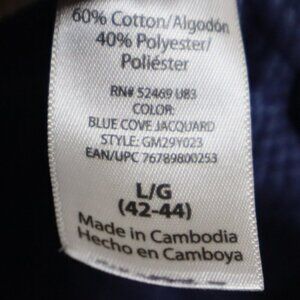 60% Cotton/Algodón
40% Polyester/
Poliéster
RN# 52469 U83
COLOR:
BLUE COVE JACQUARD
STYLE: GM29Y023
EAN/UPC 76789800253
L/G
(42-44)
Made in Cambodia
Hecho en Camboya